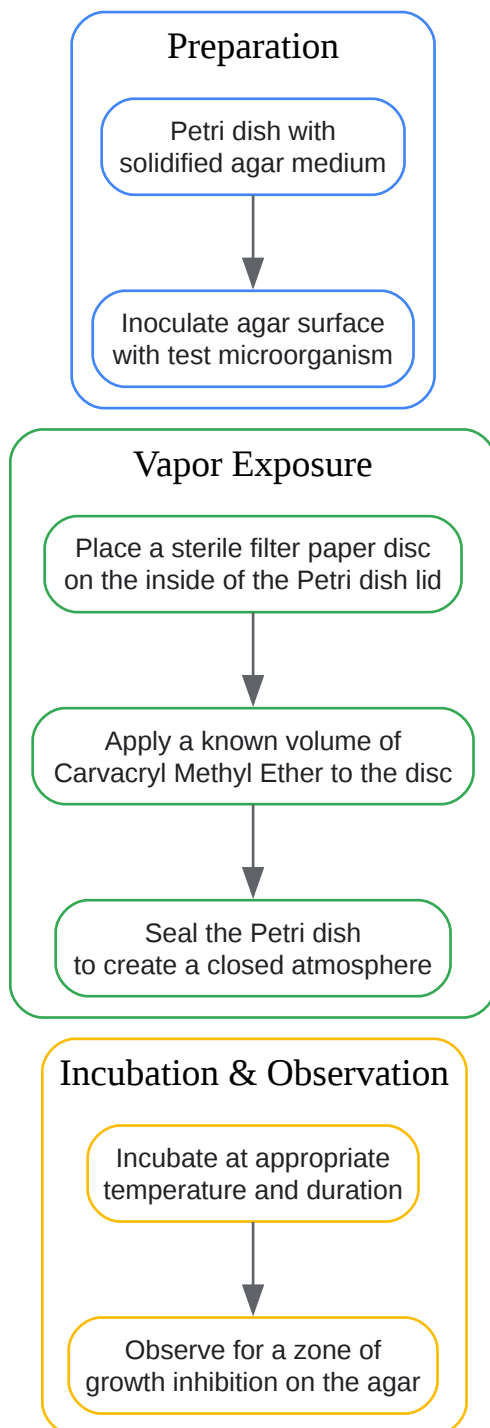 Preparation
Petri dish with
solidified agar medium
Inoculate agar surface
with test microorganism
Vapor Exposure
Place a sterile filter paper disc
on the inside of the Petri dish lid
Apply a known volume of
Carvacryl Methyl Ether to the disc
Seal the Petri dish
to create a closed atmosphere
Incubation & Observation
Incubate at appropriate
temperature and duration
Observe for a zone of
growth inhibition on the agar